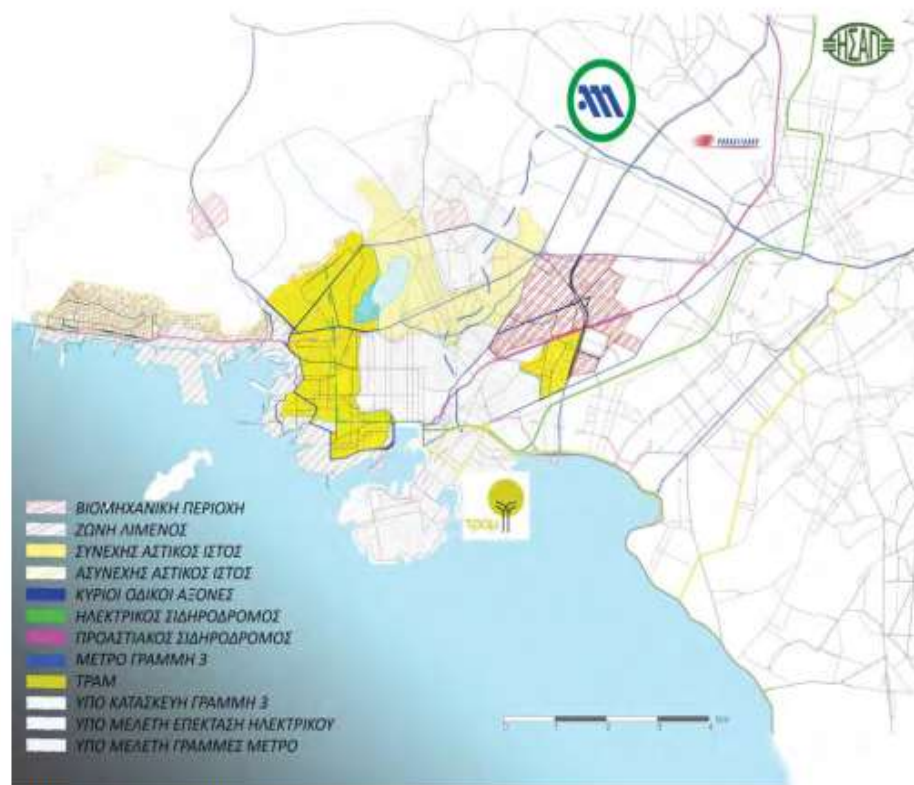 ΗΣΑΠ
ΒΙΟΜΗΧΑΝΙΚΗ ΠΕΡΙΟΧΗ
ΖΩΝΗ ΛΙΜΕΝΟΣ
ΣΥΝΕΧΗΣ ΑΣΤΙΚΟΣ ΙΣΤΟΣ
ΑΣΥΝΕΧΗΣ ΑΣΤΙΚΟΣ ΙΣΤΟΣ
ΚΥΡΙΟΙ ΟΔΙΚΟΙ ΑΞΟΝΕΣ
ΗΛΕΚΤΡΙΚΟΣ ΣΙΔΗΡΟΔΡΟΜΟΣ
ΠΡΟΑΣΤΙΑΚΟΣ ΣΙΔΗΡΟΔΡΟΜΟΣ
ΜΕΤΡΟ ΓΡΑΜΜΗ 3
ΤΡΑΜ
ΥΠΟ ΚΑΤΑΣΚΕΥΗ ΓΡΑΜΜΗ 3
ΥΠΟ ΜΕΛΕΤΗ ΕΠΕΚΤΑΣΗ ΗΛΕΚΤΡΙΚΟΥ
ΥΠΟ ΜΕΛΕΤΗ ΓΡΑΜΜΕΣ ΜΕΤΡΟ